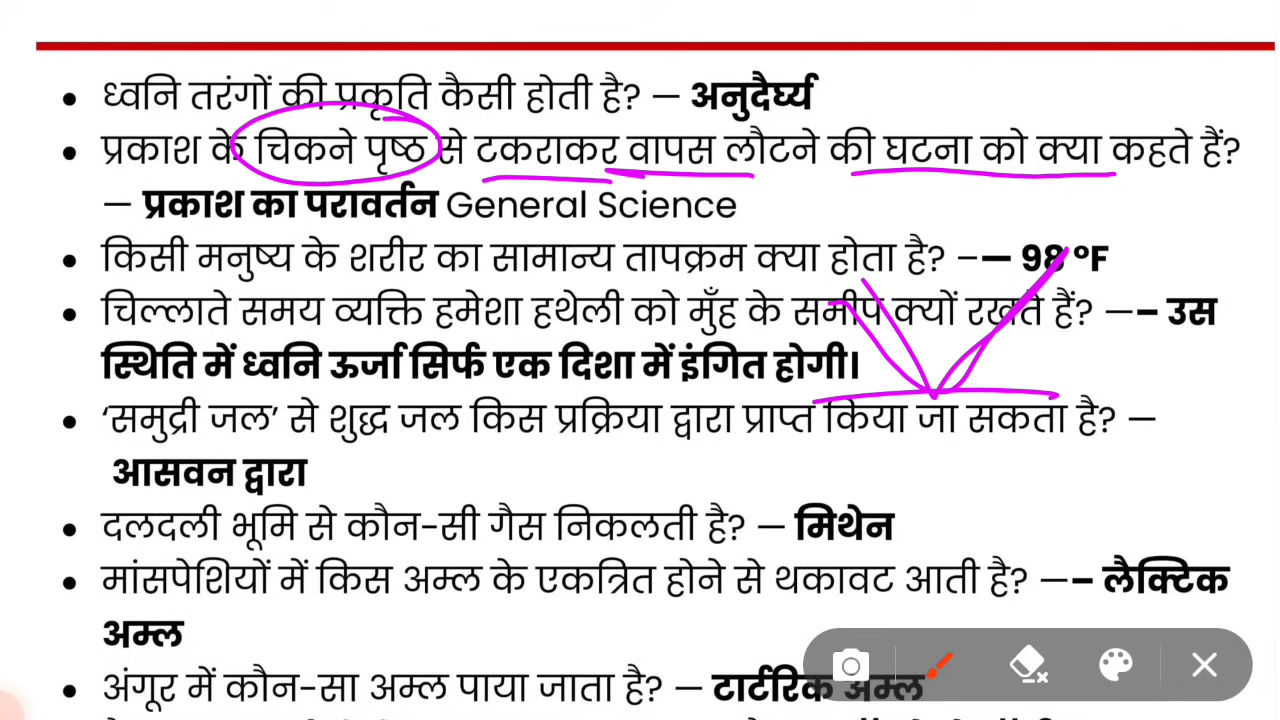 • ध्वनि तरंगों की प्रकृति कैसी होती है? — अनुदैर्घ्य
• प्रकाश के चिकने पृष्ठ से टकराकर वापस लौटने की घटना को क्या कहते हैं?
— प्रकाश का परावर्तन General Science
• किसी मनुष्य के शरीर का सामान्य तापक्रम क्या होता है? –— 98 °F
• चिल्लाते समय व्यक्ति हमेशा हथेली को मुँह के समीप क्यों रखते हैं? —– उस
स्थिति में ध्वनि ऊर्जा सिर्फ एक दिशा में इंगित होगी।
• ‘समुद्री जल’ से शुद्ध जल किस प्रक्रिया द्वारा प्राप्त किया जा सकता है? —
आसवन द्वारा
• दलदली भूमि से कौन-सी गैस निकलती है? — मिथेन
• मांसपेशियों में किस अम्ल के एकत्रित होने से थकावट आती है? —– लैक्टिक
अम्ल
• अंगूर में कौन-सा अम्ल पाया जाता है? — टार्टरिक अम्ल